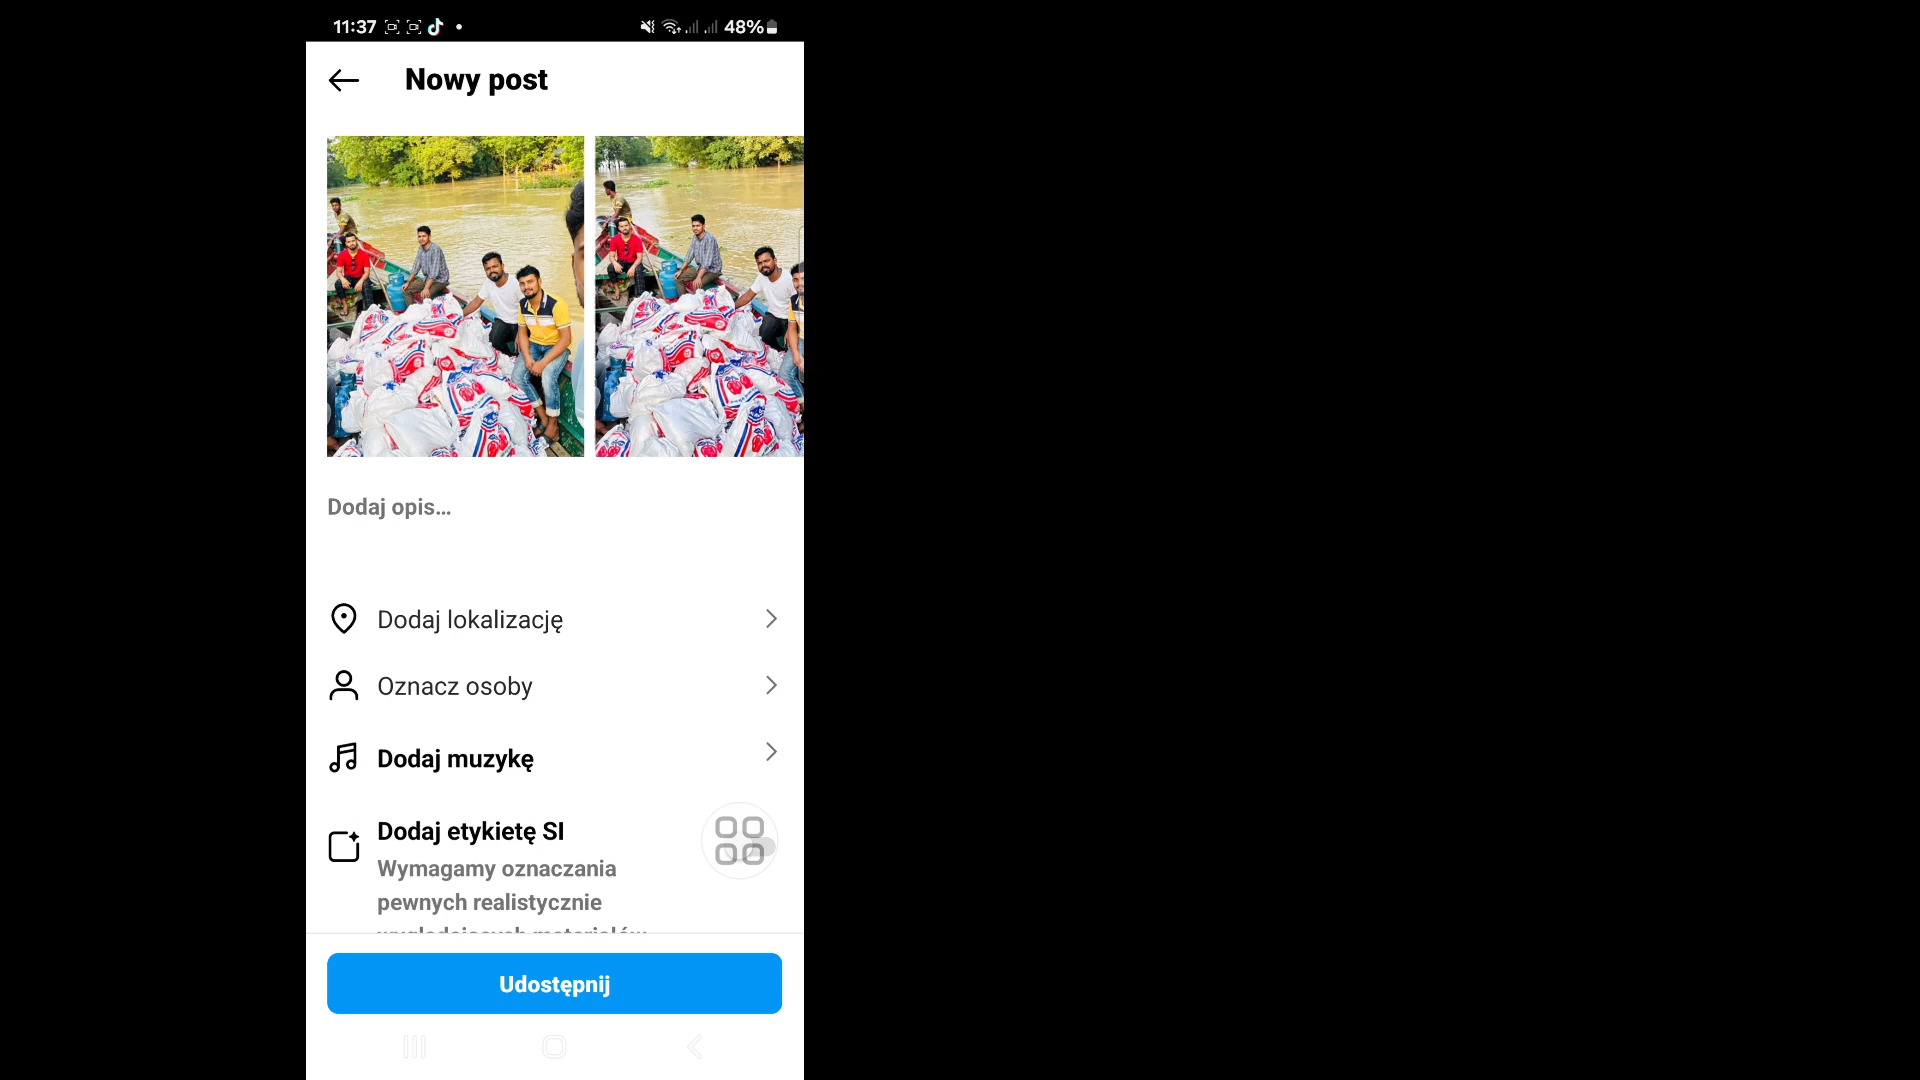 11:37
48%
Nowy post
Dodaj opis...
Dodaj lokalizację
Oznacz osoby
Dodaj muzykę
Dodaj etykietę SI
Wymagamy oznaczania
pewnych realistycznie
Udostępnij